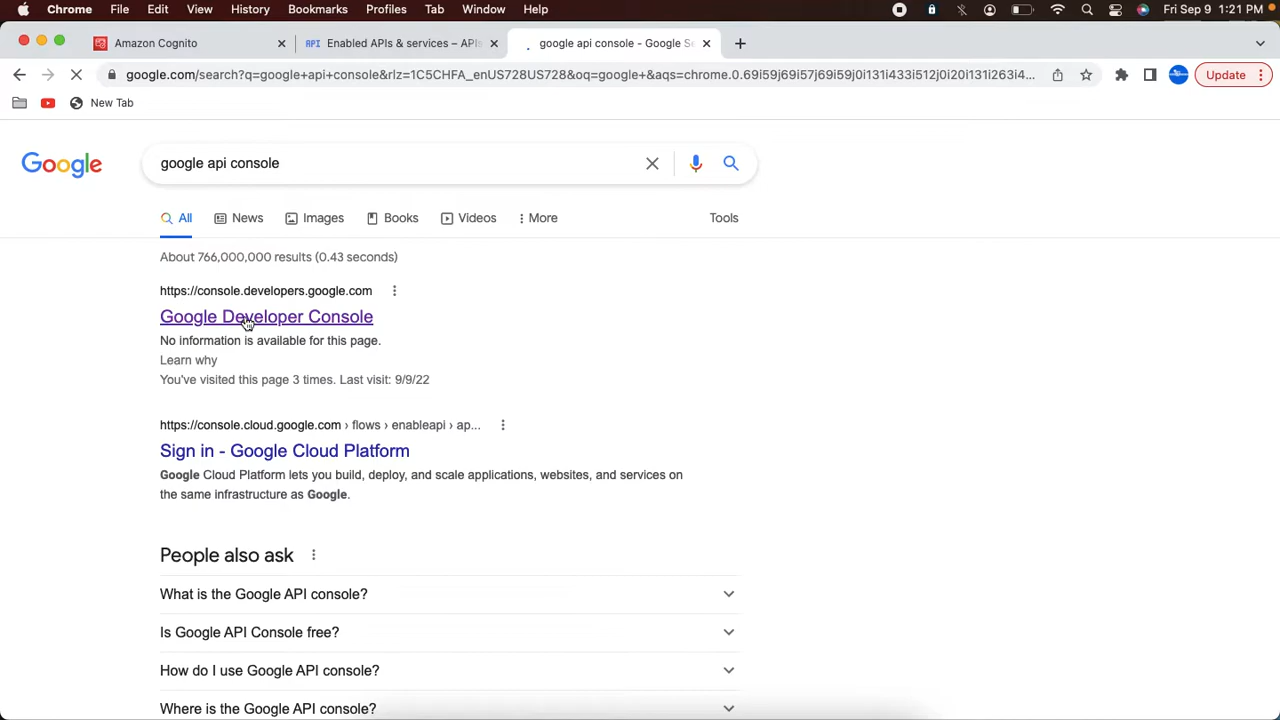 Chrome File Edit View History Bookmarks Profiles Tab Window Help Fri Sep 9 1:21 PM
Amazon Cognito API Enabled APIs & services – APIs google api console - Google Se
google.com/search?q=google+api+console&rlz=1C5CHFA_enUS728US728&oq=google+&aqs=chrome.0.69i59j69i57j69i59j0i131i433i512j0i20i131i263i4... Update
New Tab
Google google api console
All News Images Books Videos More Tools
About 766,000,000 results (0.43 seconds)
https://console.developers.google.com
Google Developer Console
No information is available for this page.
Learn why
You've visited this page 3 times. Last visit: 9/9/22
https://console.cloud.google.com › flows › enableapi › ap...
Sign in - Google Cloud Platform
Google Cloud Platform lets you build, deploy, and scale applications, websites, and services on
the same infrastructure as Google.
People also ask
What is the Google API console?
Is Google API Console free?
How do I use Google API console?
Where is the Google API console?